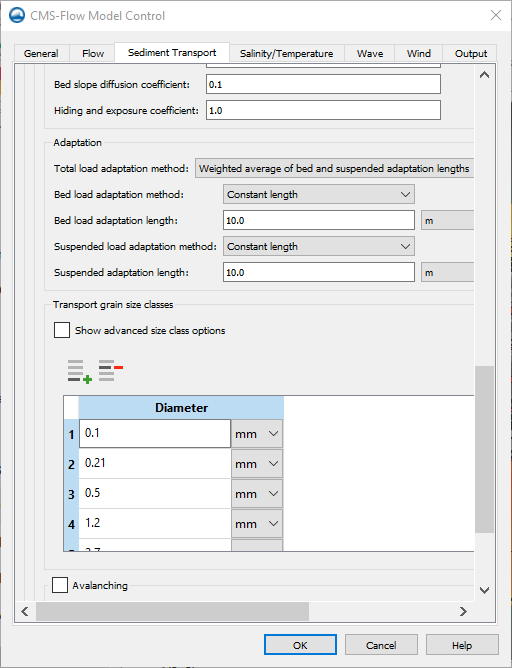 CMS-Flow Model Control
General Flow Sediment Transport Salinity/Temperature Wave Wind Output
Bed slope diffusion coefficient: 0.1
Hiding and exposure coefficient: 1.0
Adaptation
Total load adaptation method: Weighted average of bed and suspended adaptation lengths
Bed load adaptation method: Constant length
Bed load adaptation length: 10.0 m
Suspended load adaptation method: Constant length
Suspended adaptation length: 10.0 m
Transport grain size classes
Show advanced size class options
Diameter
1 0.1 mm
2 0.21 mm
3 0.5 mm
4 1.2 mm
Avalanching
OK Cancel Help